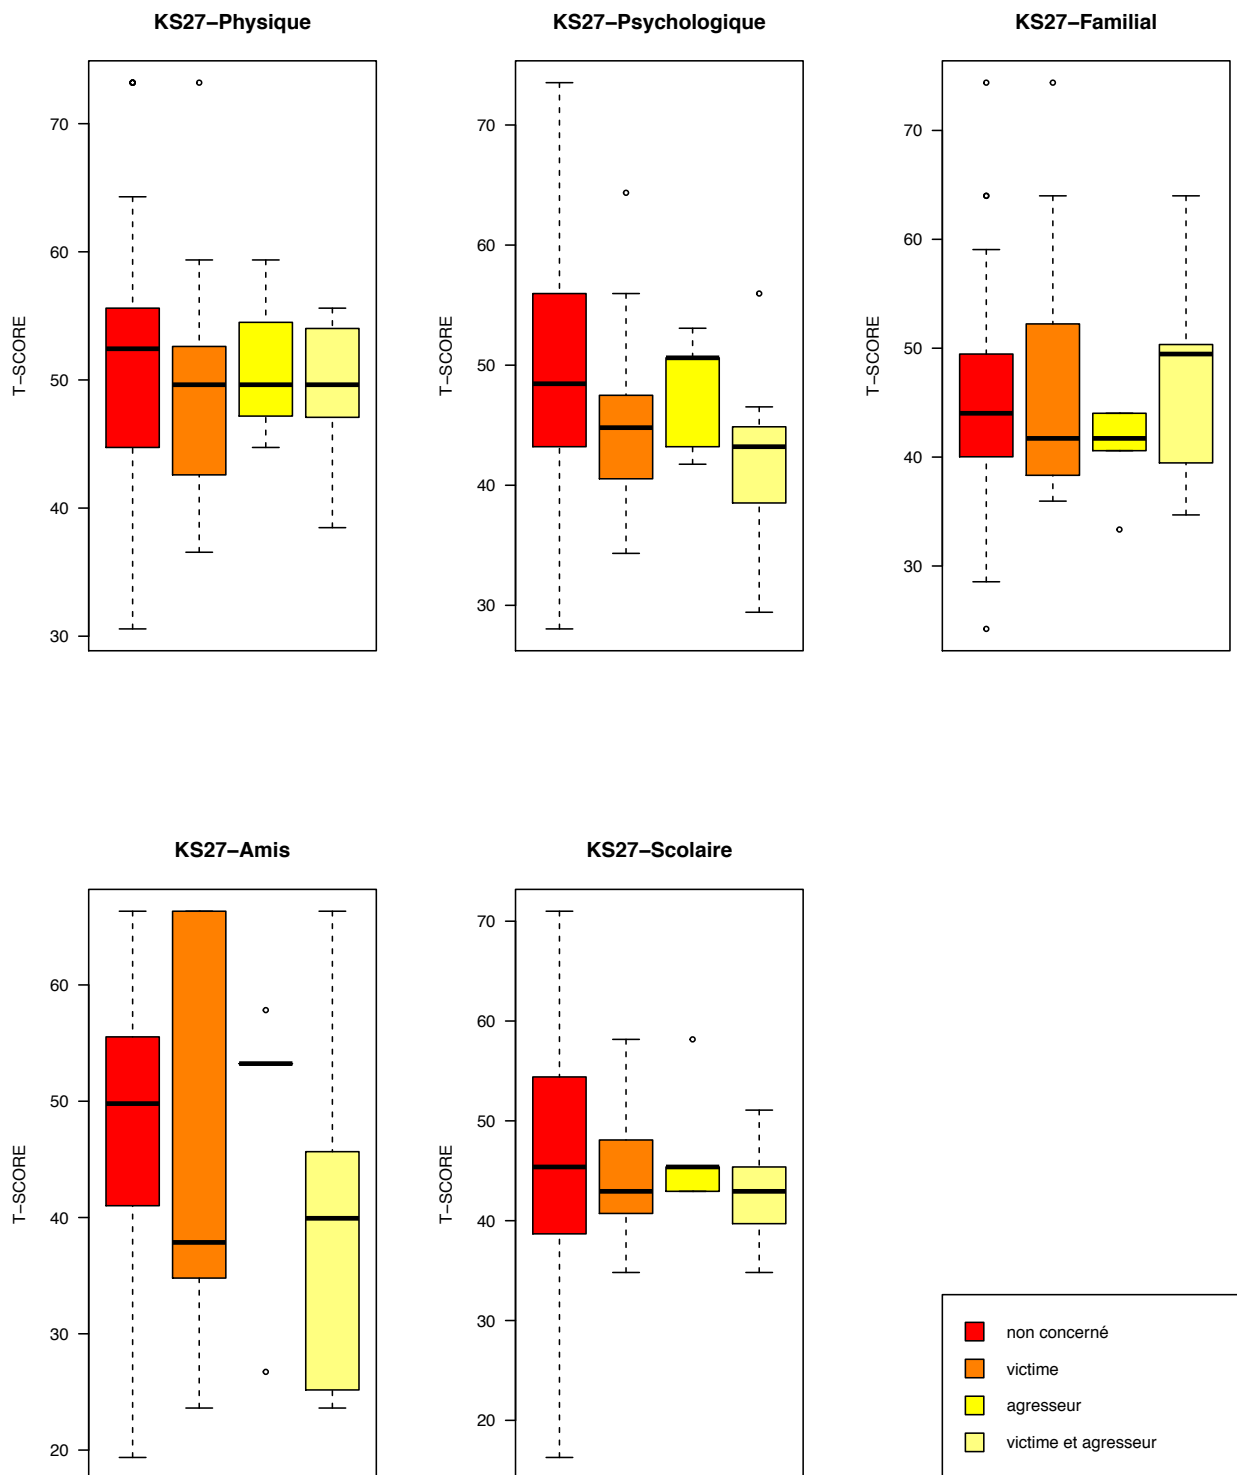 KS27–Physique
T–SCORE
70
60
50
40
30
KS27–Psychologique
T–SCORE
70
60
50
40
30
KS27–Familial
T–SCORE
70
60
50
40
30
KS27–Amis
T–SCORE
60
50
40
30
20
KS27–Scolaire
T–SCORE
70
60
50
40
30
20
non concerné
victime
agresseur
victime et agresseur